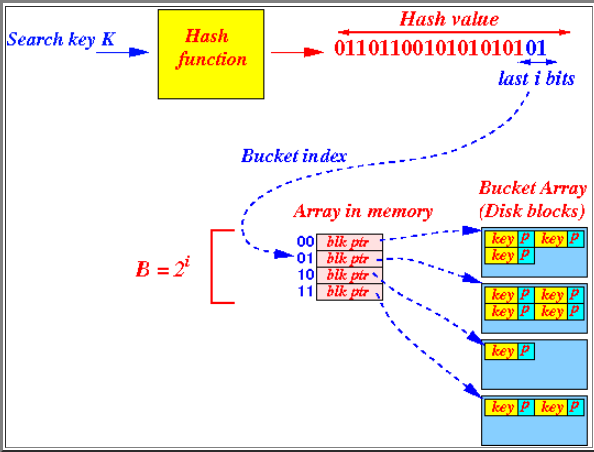 Hash value
Search key K
Hash
function
0110110010101010101
last i bits
Bucket index
Bucket Array
(Disk blocks)
Array in memory
B = 2^i
00 blk ptr
01 blk ptr
10 blk ptr
11 blk ptr
key p key p
key p
key p key p
key p key p
key p
key p key p